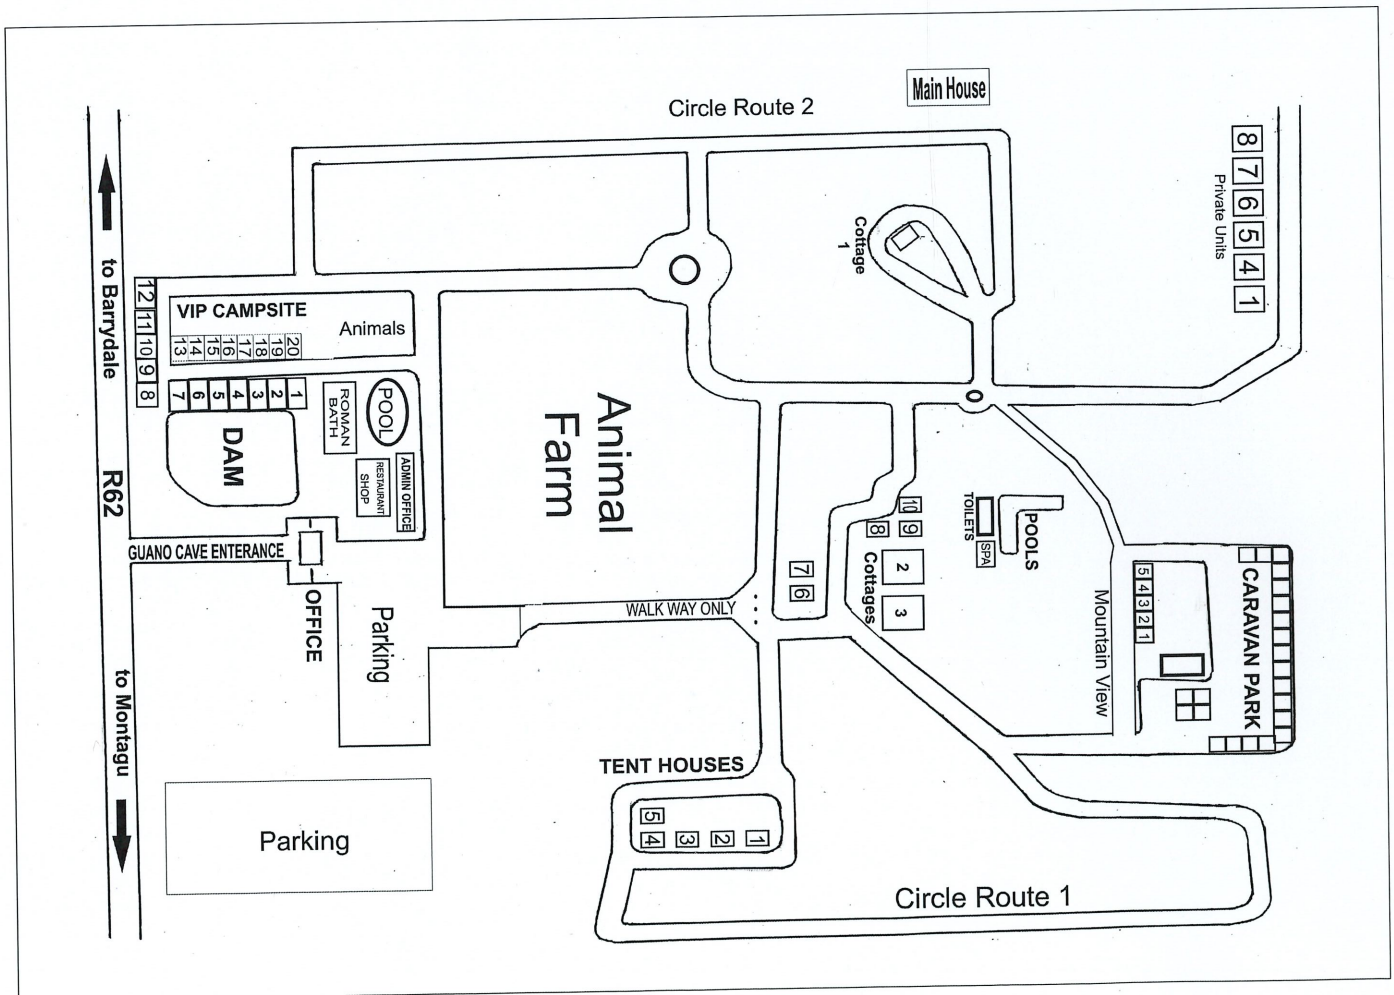 Main House
Circle Route 2
8
7
6
5
4
1
Private Units
Cottage
1
to Barrydale
R62
to Montagu
12
11
10
9
8
VIP CAMPSITE
Animals
13
14
15
16
17
18
19
20
7
6
5
4
3
2
1
DAM
ROMAN
BATH
POOL
RESTAURANT
SHOP
ADMIN OFFICE
GUANO CAVE ENTERANCE
OFFICE
Parking
Parking
Animal
Farm
WALK WAY ONLY
7
6
10
9
8
2
3
Cottages
TOILETS
SPA
POOLS
Mountain View
5
4
3
2
1
CARAVAN PARK
TENT HOUSES
5
4
3
2
1
Circle Route 1